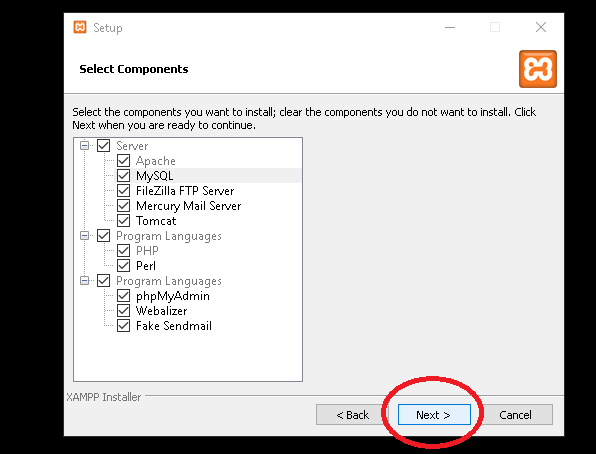 Setup
Select Components
Select the components you want to install; clear the components you do not want to install. Click
Next when you are ready to continue.
Server
Apache
MySQL
FileZilla FTP Server
Mercury Mail Server
Tomcat
Program Languages
PHP
Perl
Program Languages
phpMyAdmin
Webalizer
Fake Sendmail
XAMPP Installer
< Back Next > Cancel